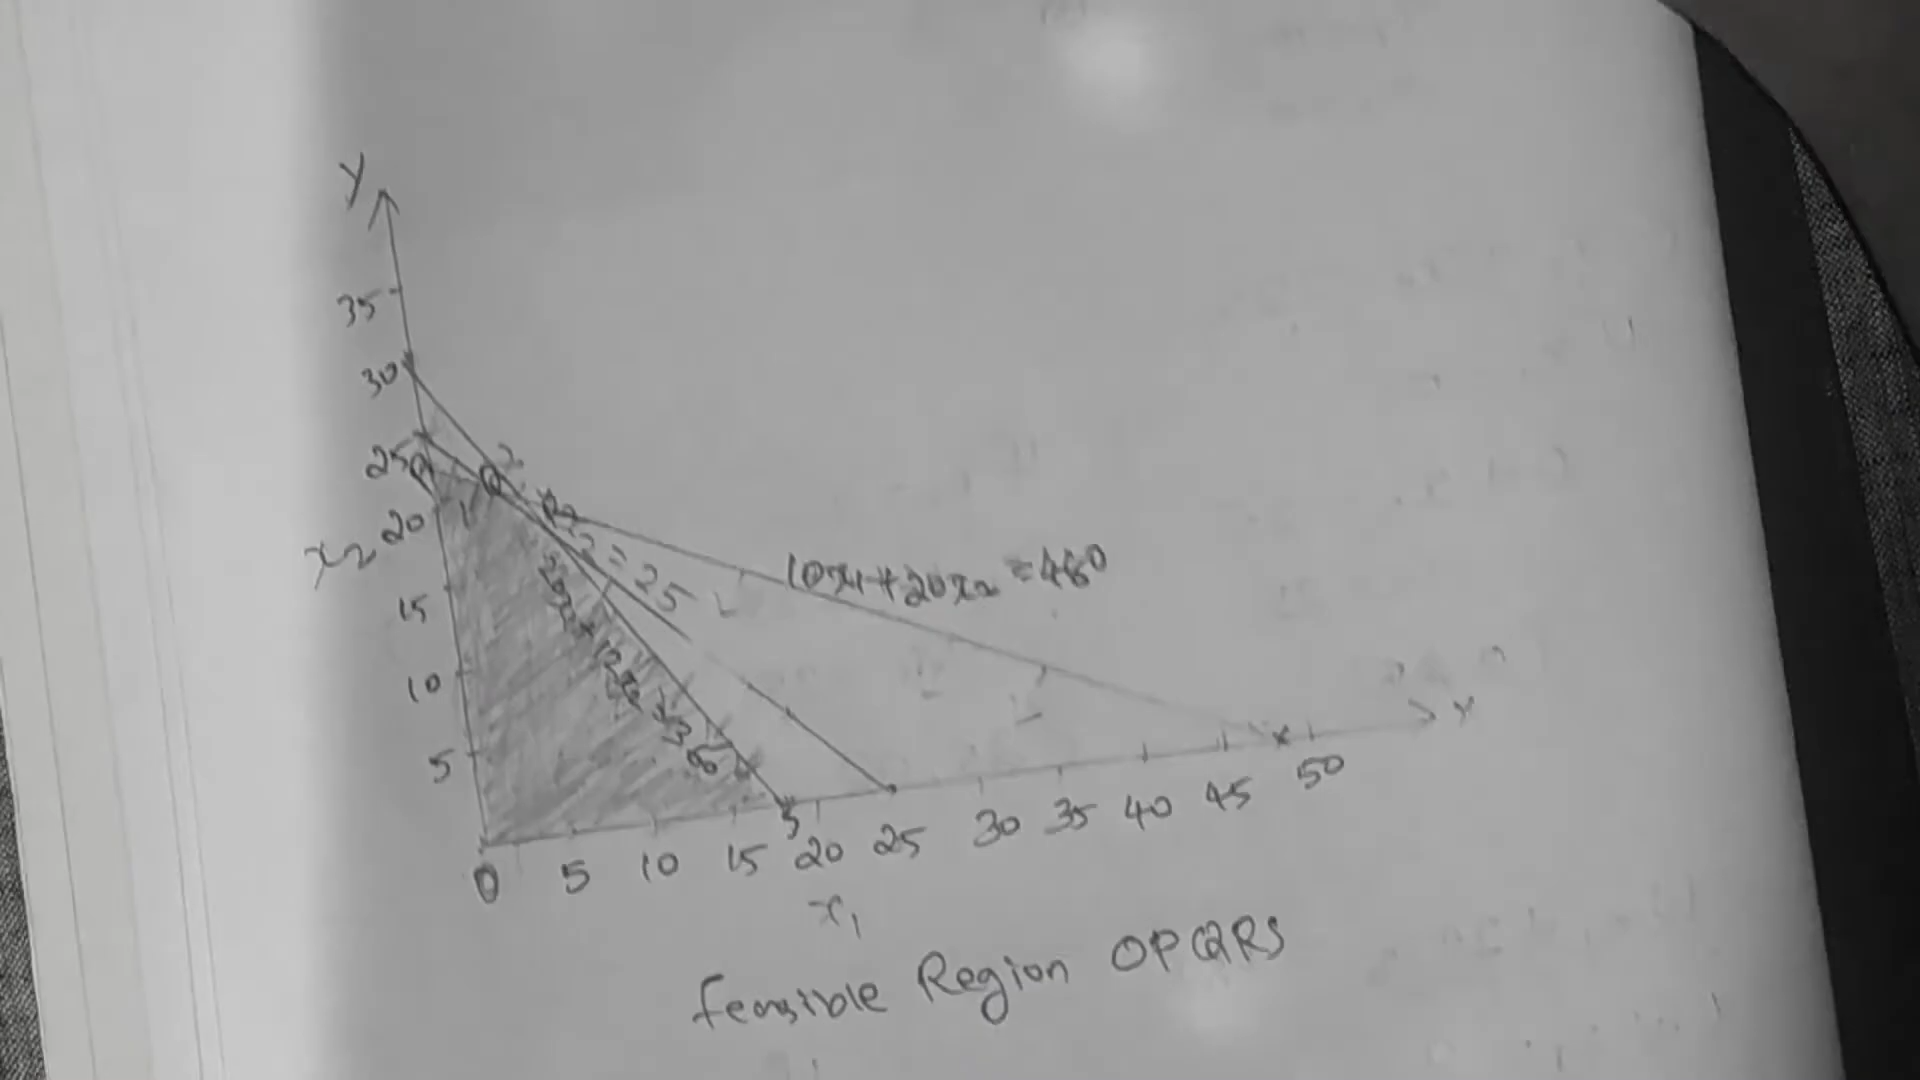 Y
35
30
25 P Q
R
20
x2
= 25
10x1 + 20x2 = 480
15
10
5
X
S
0 5 10 15 20 25 30 35 40 45 50
x1
feasible Region OPQRS